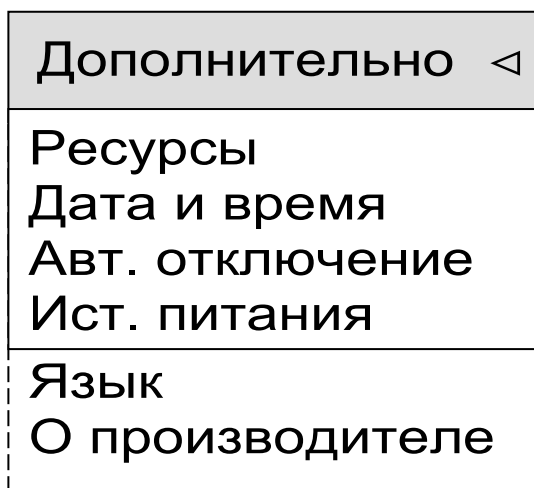 Дополнительно
Ресурсы
Дата и время
Авт. отключение
Ист. питания
Язык
О производителе